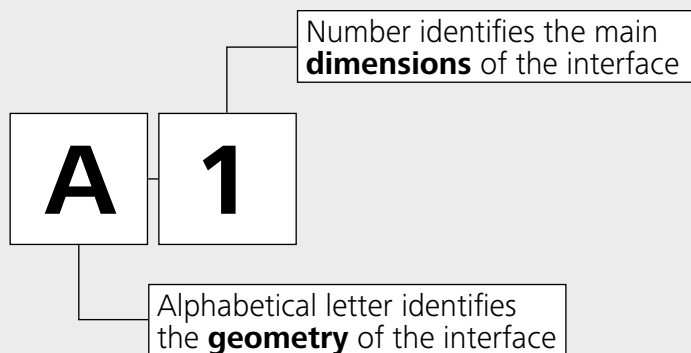 Number identifies the main
dimensions of the interface
A 1
Alphabetical letter identifies
the geometry of the interface